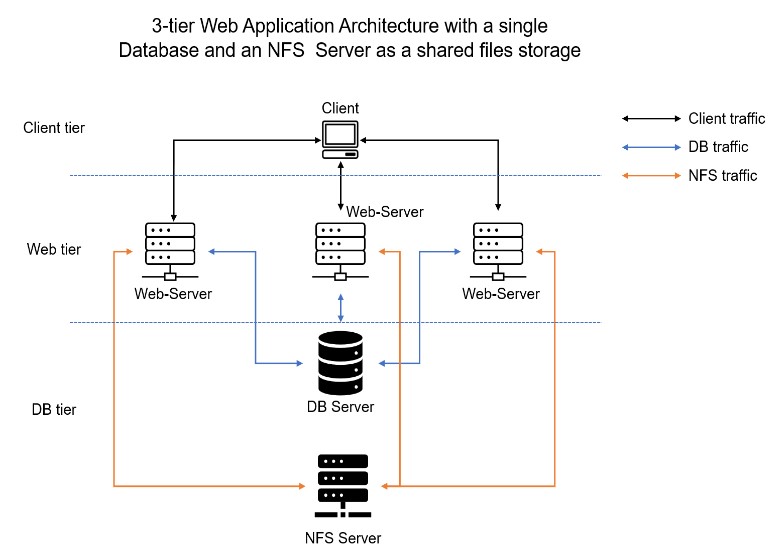 3-tier Web Application Architecture with a single
Database and an NFS Server as a shared files storage
Client
Client tier
Client traffic
DB traffic
NFS traffic
Web-Server
Web tier
Web-Server
Web-Server
DB Server
DB tier
NFS Server